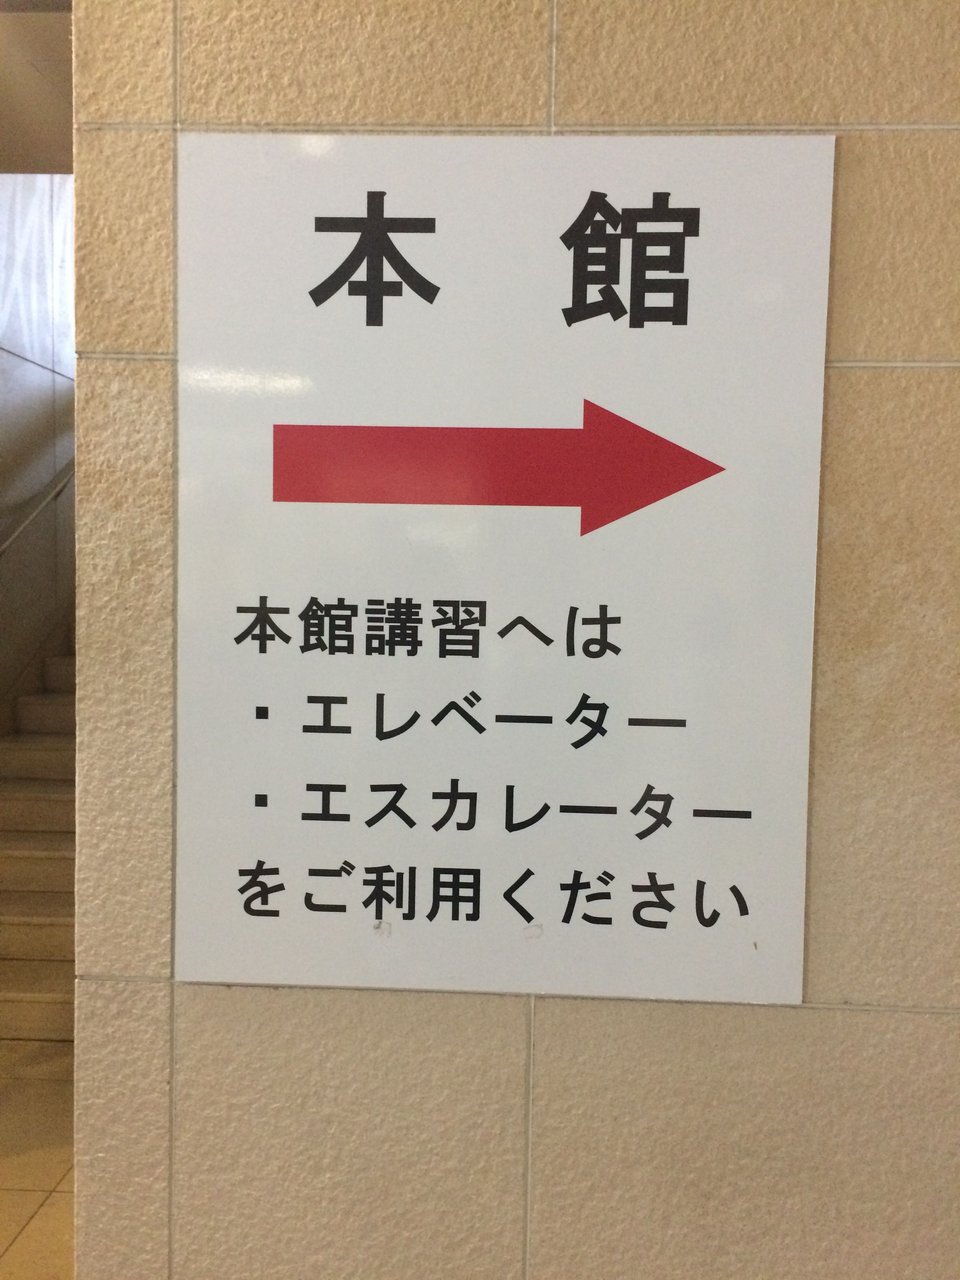 本館
本館講習へは
・エレベーター
・エスカレーター
をご利用ください